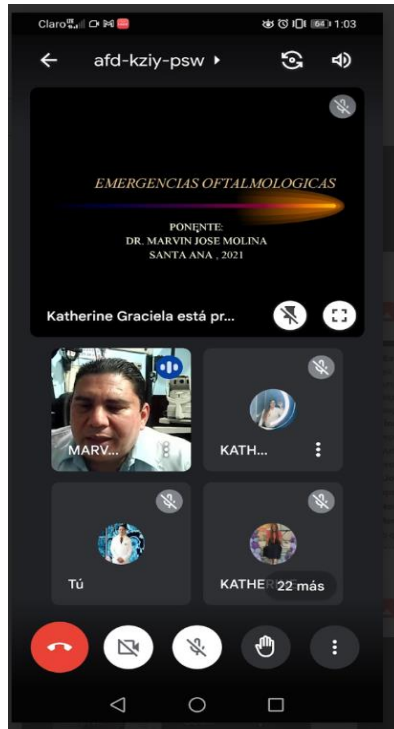 Claro 64 1:03
afd-kziy-psw
EMERGENCIAS OFTALMOLOGICAS
PONENTE:
DR. MARVIN JOSE MOLINA
SANTA ANA , 2021
Katherine Graciela está pr...
MARV...
KATH...
Tú
KATHE
22 más